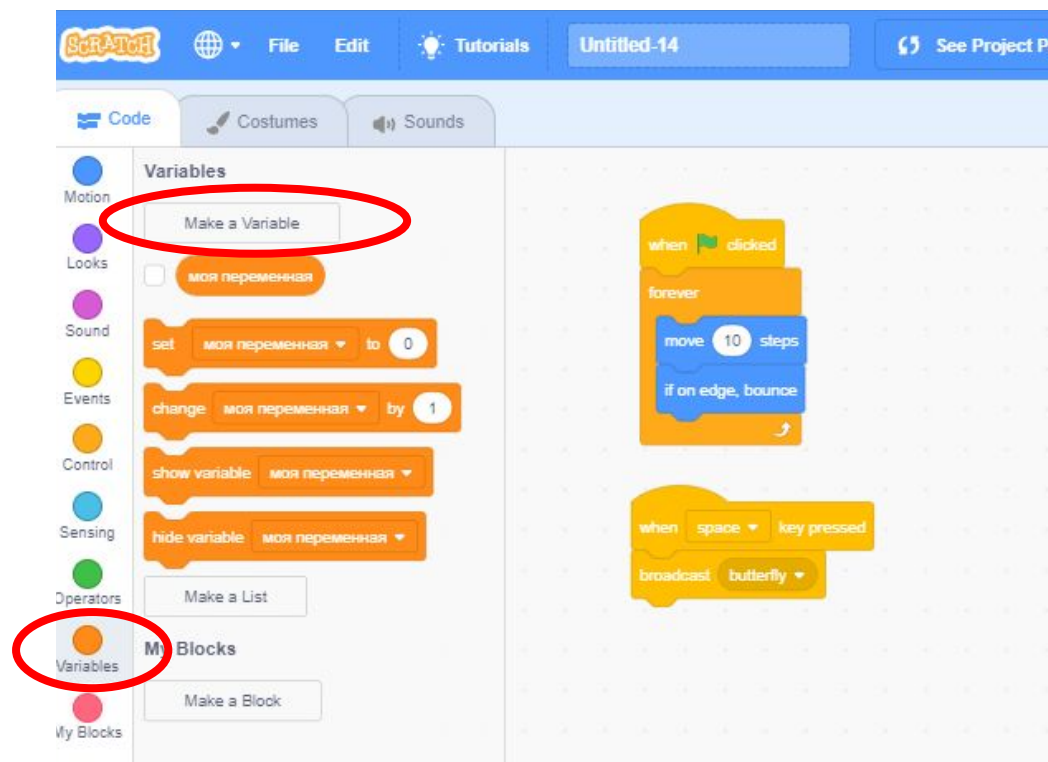 SCRATCH File Edit Tutorials Untitled-14 See Project P
Code Costumes Sounds
Motion
Looks
Sound
Events
Control
Sensing
Operators
Variables
My Blocks
Variables
Make a Variable
моя переменная
set моя переменная to 0
change моя переменная by 1
show variable моя переменная
hide variable моя переменная
Make a List
My Blocks
Make a Block
when clicked
forever
move 10 steps
if on edge, bounce
when space key pressed
broadcast butterfly